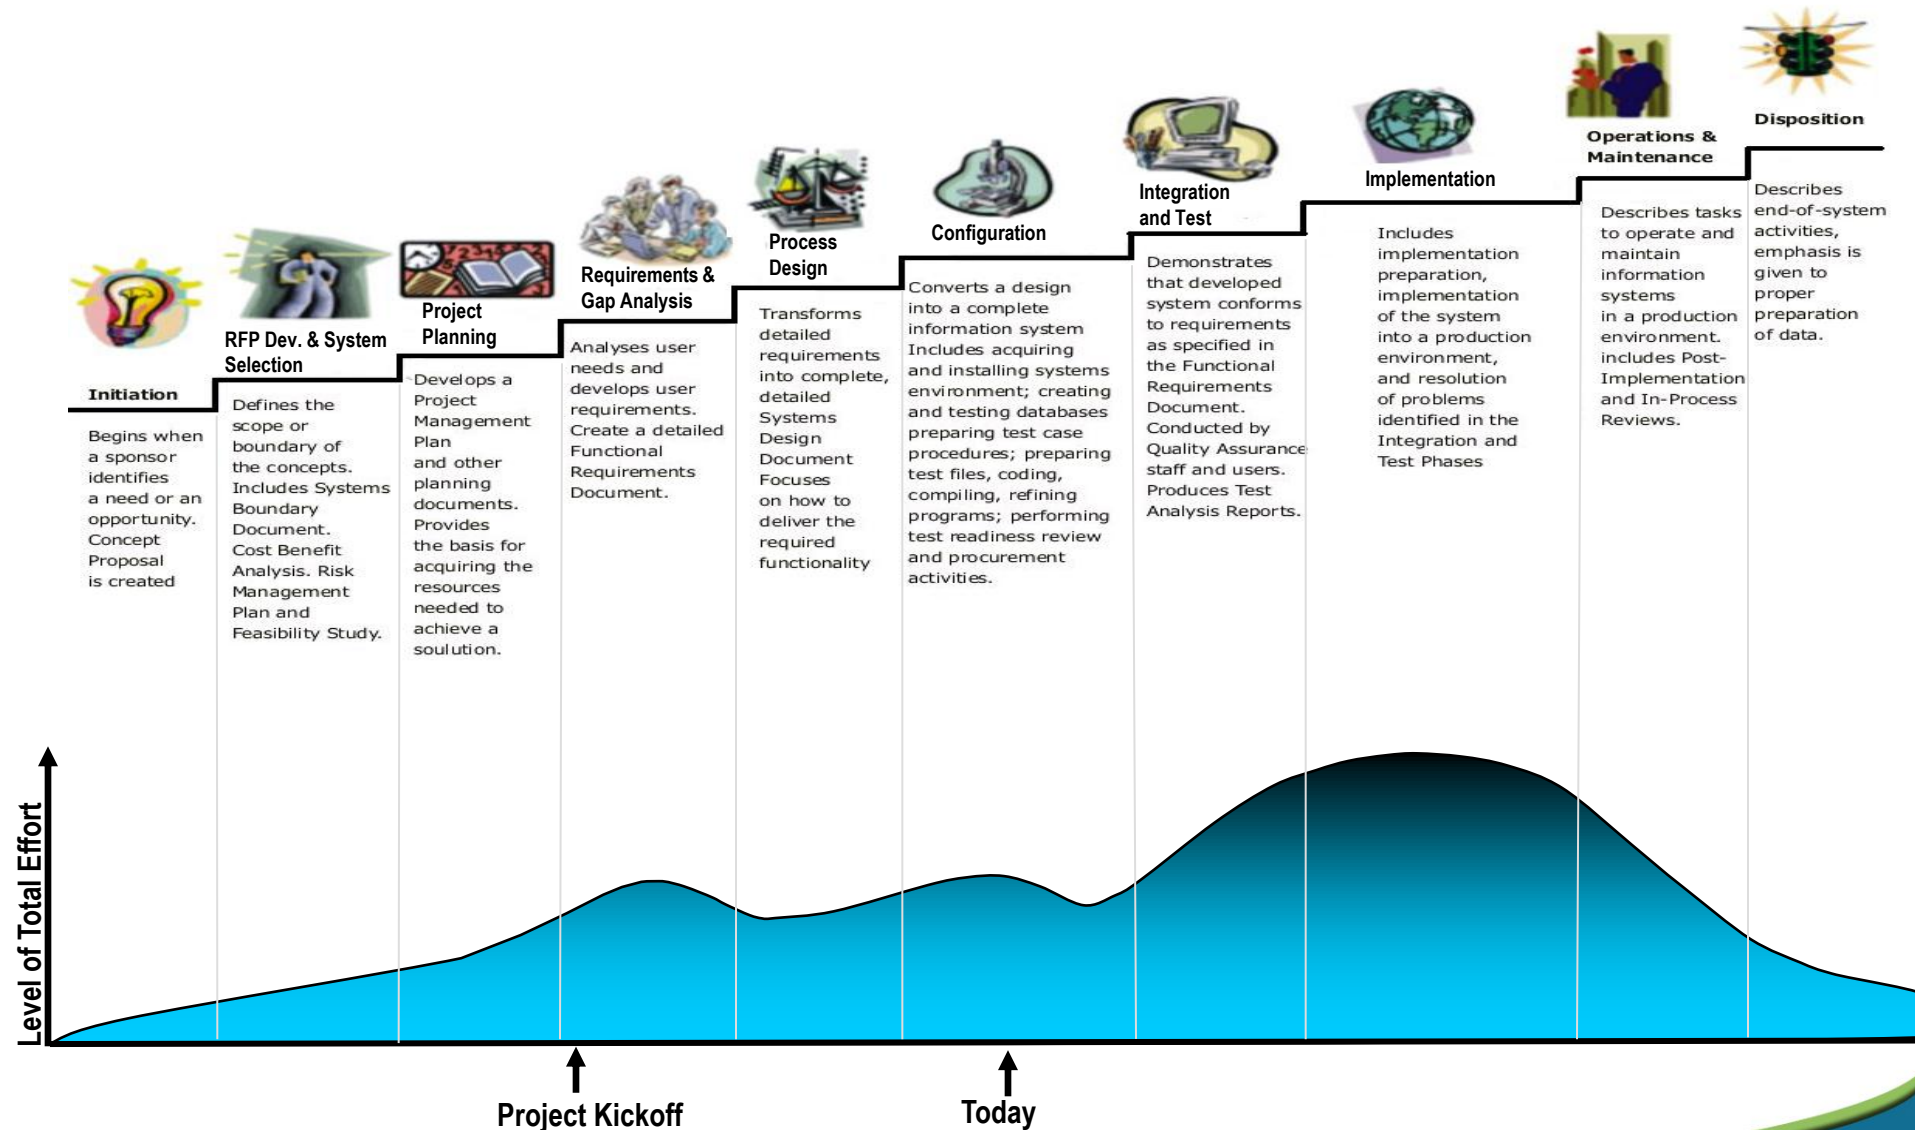 Initiation
Begins when
a sponsor
identifies
a need or an
opportunity.
Concept
Proposal
is created
RFP Dev. & System
Selection
Defines the
scope or
boundary of
the concepts.
Includes Systems
Boundary
Document.
Cost Benefit
Analysis. Risk
Management
Plan and
Feasibility Study.
Project
Planning
Develops a
Project
Management
Plan
and other
planning
documents.
Provides
the basis for
acquiring the
resources
needed to
achieve a
soulution.
Requirements &
Gap Analysis
Analyses user
needs and
develops user
requirements.
Create a detailed
Functional
Requirements
Document.
Process
Design
Transforms
detailed
requirements
into complete,
detailed
Systems
Design
Document
Focuses
on how to
deliver the
required
functionality
Configuration
Converts a design
into a complete
information system
Includes acquiring
and installing systems
environment; creating
and testing databases
preparing test case
procedures; preparing
test files, coding,
compiling, refining
programs; performing
test readiness review
and procurement
activities.
Integration
and Test
Demonstrates
that developed
system conforms
to requirements
as specified in
the Functional
Requirements
Document.
Conducted by
Quality Assurance
staff and users.
Produces Test
Analysis Reports.
Implementation
Includes
implementation
preparation,
implementation
of the system
into a production
environment,
and resolution
of problems
identified in the
Integration and
Test Phases
Operations &
Maintenance
Describes tasks
to operate and
maintain
information
systems
in a production
environment.
includes Post-
Implementation
and In-Process
Reviews.
Disposition
Describes
end-of-system
activities,
emphasis is
given to
proper
preparation
of data.
Level of Total Effort
Project Kickoff
Today